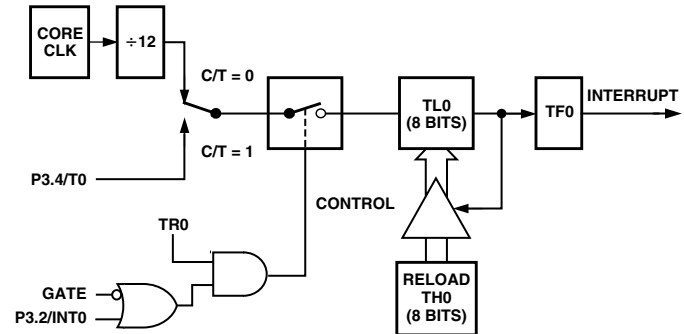 CORE
CLK
÷12
C/T = 0
C/T = 1
P3.4/T0
TL0
(8 BITS)
TF0
INTERRUPT
CONTROL
TR0
GATE
P3.2/INT0
RELOAD
TH0
(8 BITS)